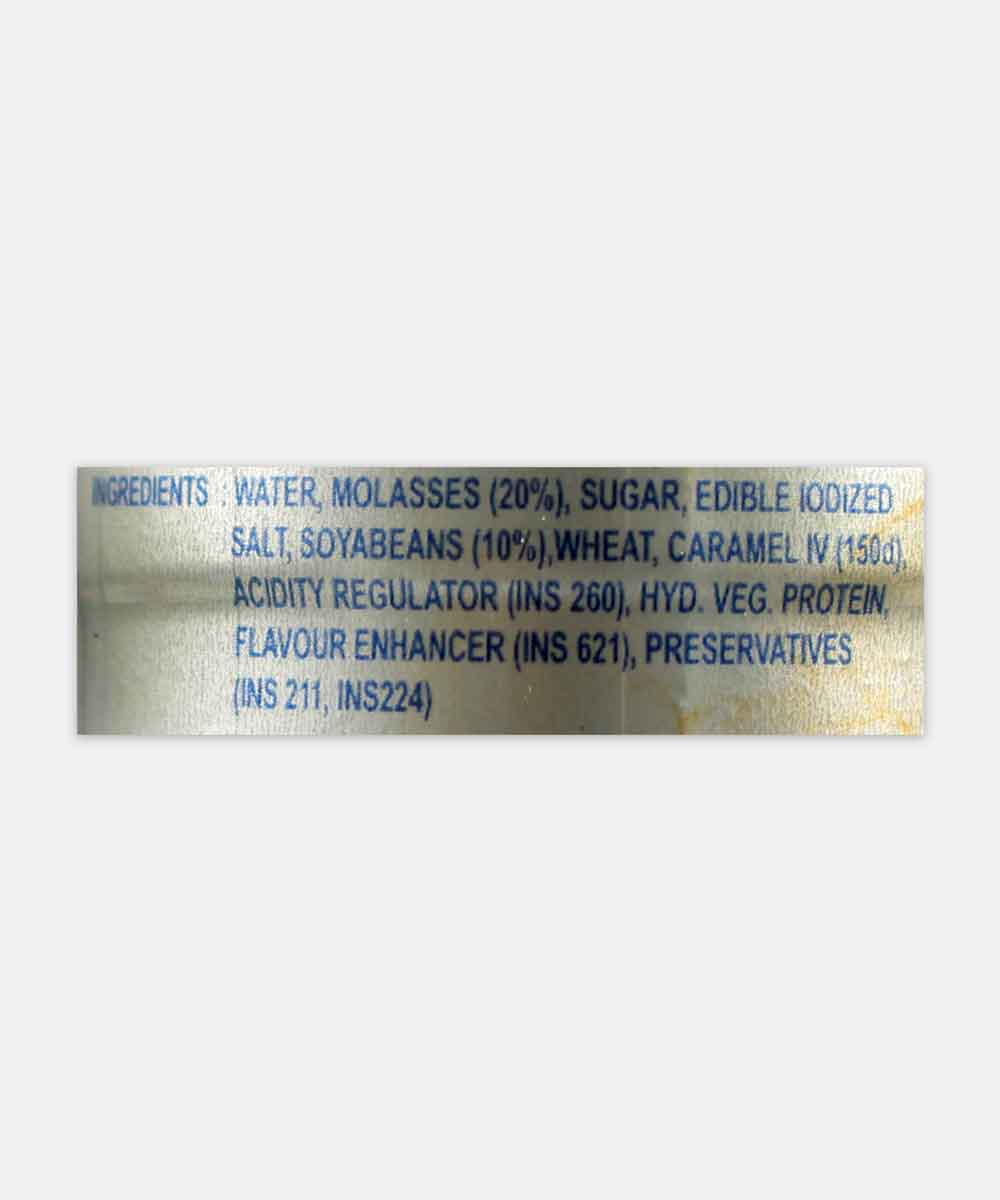 INGREDIENTS : WATER, MOLASSES (20%), SUGAR, EDIBLE IODIZED
SALT, SOYABEANS (10%),WHEAT, CARAMEL IV (150d),
ACIDITY REGULATOR (INS 260), HYD. VEG. PROTEIN,
FLAVOUR ENHANCER (INS 621), PRESERVATIVES
(INS 211, INS224)